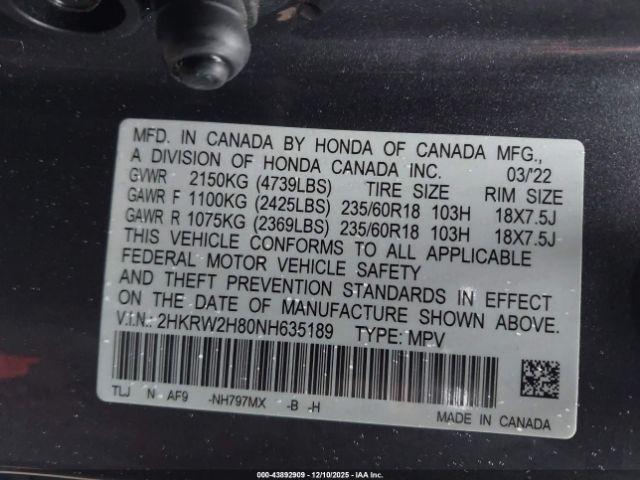 MFD. IN CANADA BY HONDA OF CANADA MFG.,
A DIVISION OF HONDA CANADA INC. 03/'22
GVWR 2150KG (4739LBS) TIRE SIZE RIM SIZE
GAWR F 1100KG (2425LBS) 235/60R18 103H 18X7.5J
GAWR R 1075KG (2369LBS) 235/60R18 103H 18X7.5J
THIS VEHICLE CONFORMS TO ALL APPLICABLE
FEDERAL MOTOR VEHICLE SAFETY
AND THEFT PREVENTION STANDARDS IN EFFECT
ON THE DATE OF MANUFACTURE SHOWN ABOVE.
V.I.N.: 2HKRW2H80NH635189 TYPE: MPV
TLJ N AF9 -NH797MX -B -H
MADE IN CANADA
000-43892909 - 12/10/2025 - IAA Inc.